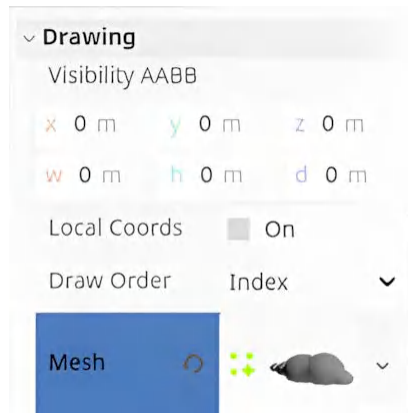 Drawing
Visibility AABB
x 0 m y 0 m z 0 m
w 0 m h 0 m d 0 m
Local Coords On
Draw Order Index
Mesh